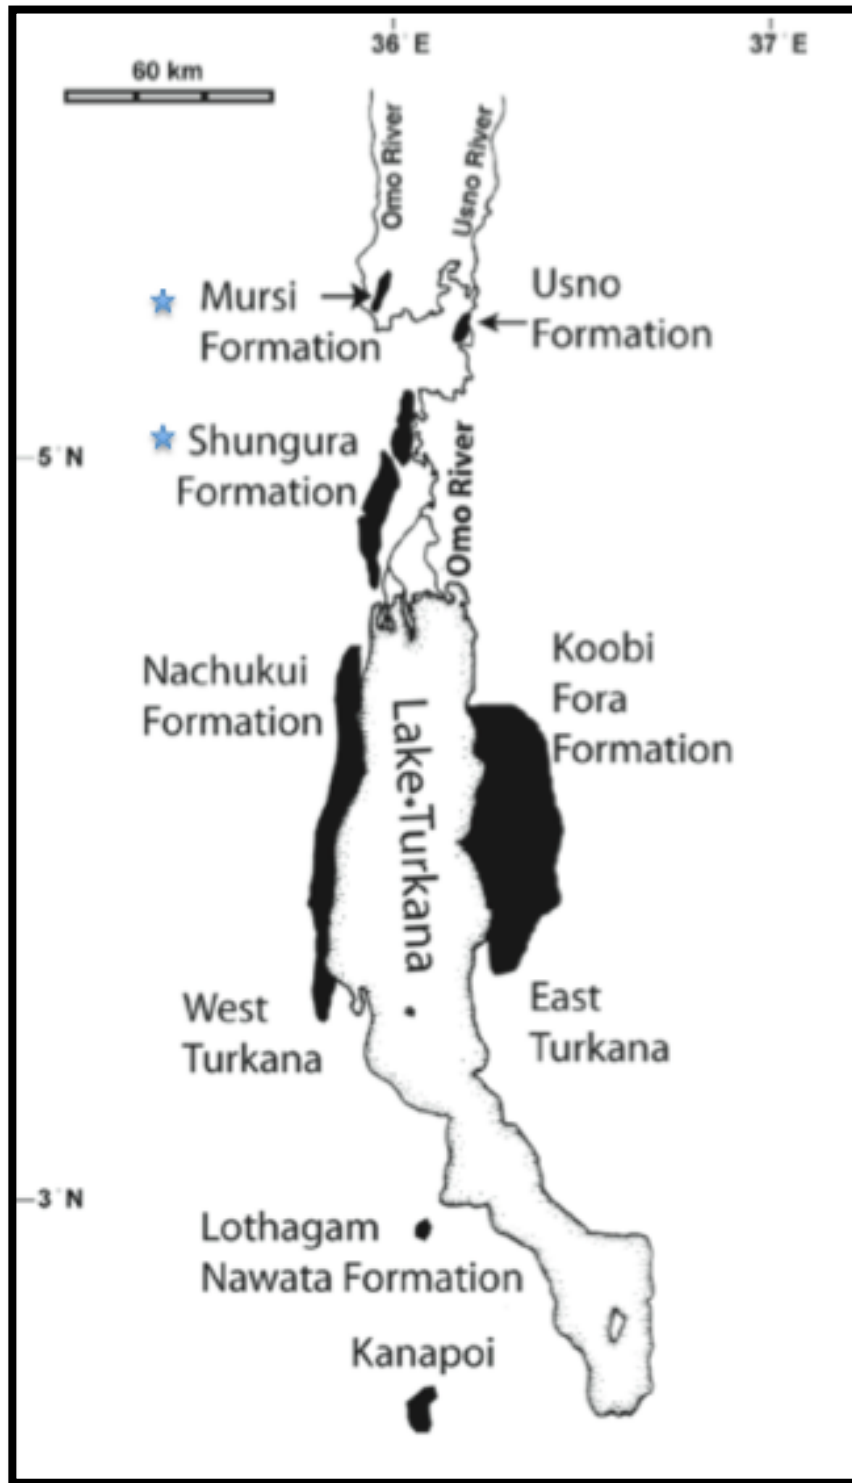 36°E
37°E
60 km
Omo River
Usno River
Mursi
Formation
Usno
Formation
Shungura
Formation
5°N
Omo River
Nachukui
Formation
Koobi
Fora
Formation
Lake•Turkana
West
Turkana
East
Turkana
3°N
Lothagam
Nawata Formation
Kanapoi